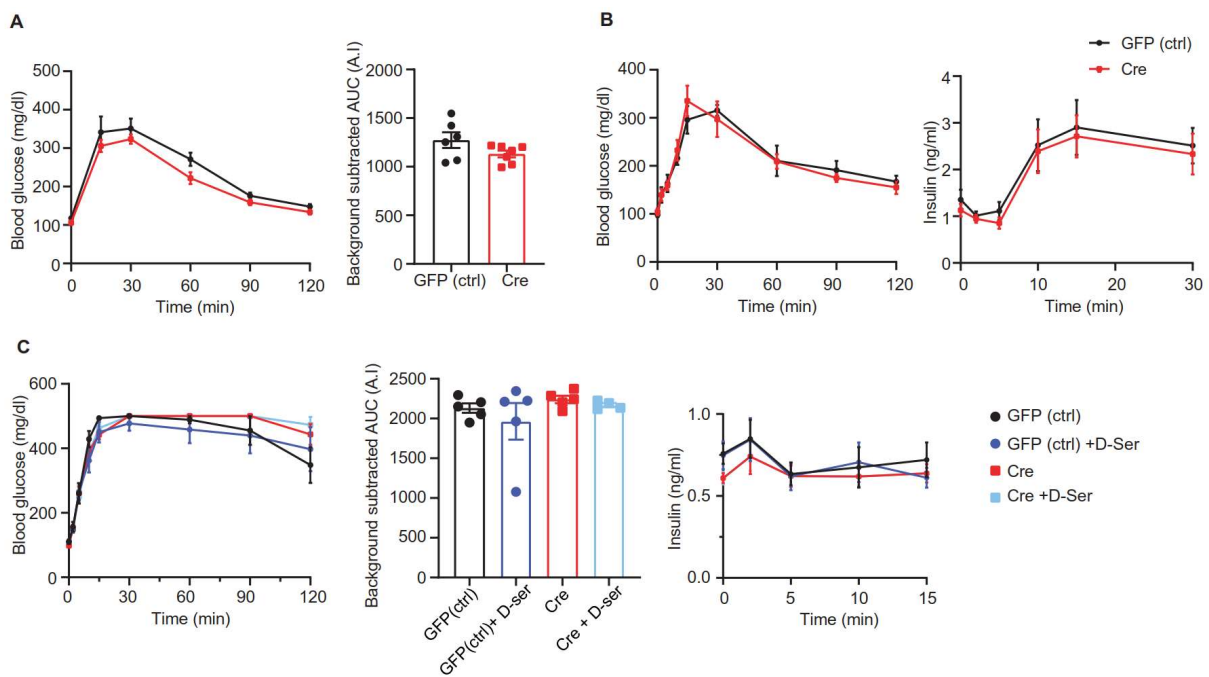 A
Blood glucose (mg/dl)
500
400
300
200
100
0
0 30 60 90 120
Time (min)
Background subtracted AUC (A.I)
2000
1500
1000
500
0
GFP (ctrl) Cre
B
GFP (ctrl)
Cre
Blood glucose (mg/dl)
400
300
200
100
0
0 30 60 90 120
Time (min)
Insulin (ng/ml)
4
3
2
1
0
0 10 20 30
Time (min)
C
Blood glucose (mg/dl)
600
400
200
0
0 30 60 90 120
Time (min)
Background subtracted AUC (A.I)
2500
2000
1500
1000
500
0
GFP(ctrl)
GFP(ctrl)+ D-ser
Cre
Cre + D-ser
Insulin (ng/ml)
1.0
0.5
0.0
0 5 10 15
Time (min)
GFP (ctrl)
GFP (ctrl) +D-Ser
Cre
Cre +D-Ser